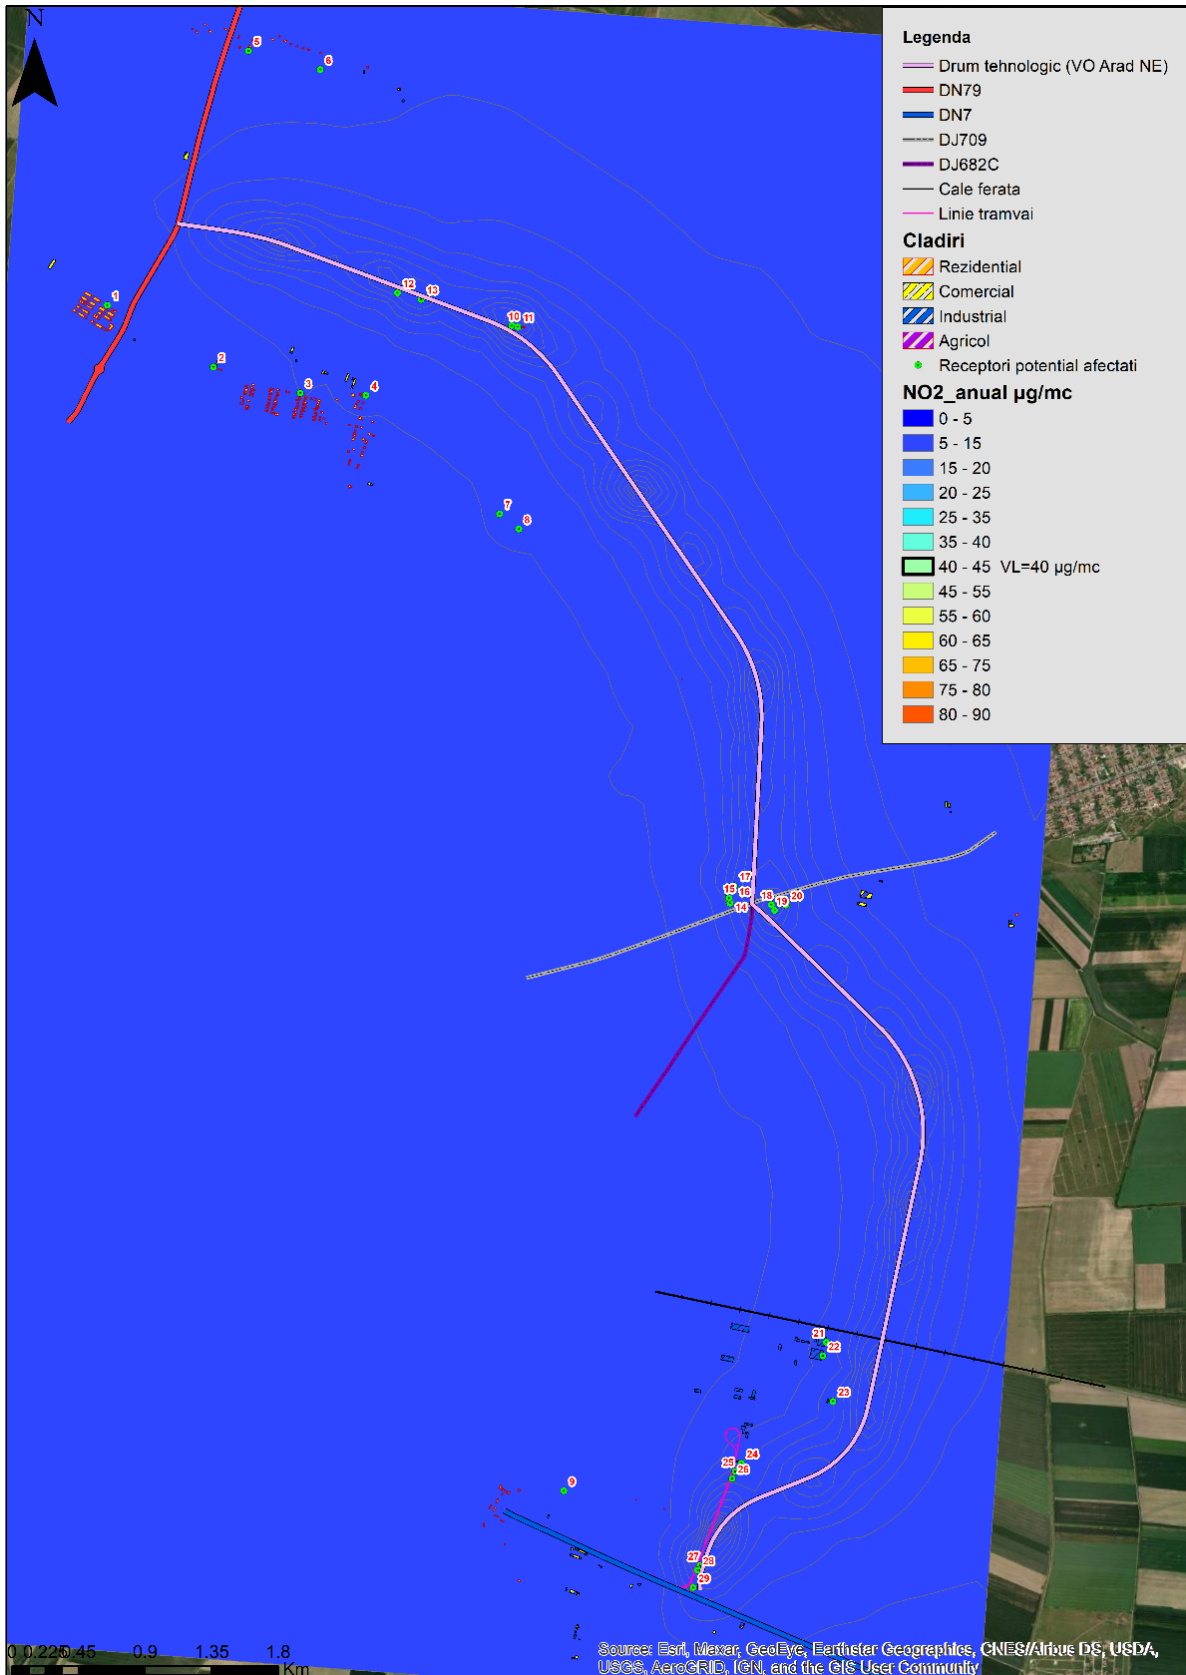 N
Legenda
Drum tehnologic (VO Arad NE)
DN79
DN7
DJ709
DJ682C
Cale ferata
Linie tramvai
Cladiri
Rezidential
Comercial
Industrial
Agricol
Receptori potential afectati
NO2_anual µg/mc
0 - 5
5 - 15
15 - 20
20 - 25
25 - 35
35 - 40
40 - 45 VL=40 µg/mc
45 - 55
55 - 60
60 - 65
65 - 75
75 - 80
80 - 90
5
6
12
13
1
10 11
2
3
4
7
8
17
15 16
18 20
14
19
21
22
23
24
25
26
9
27
28
29
0 0.225 0.45 0.9 1.35 1.8
Km
Source: Esri, Maxar, GeoEye, Earthstar Geographics, CNES/Airbus DS, USDA,
USGS, AeroGRID, IGN, and the GIS User Community